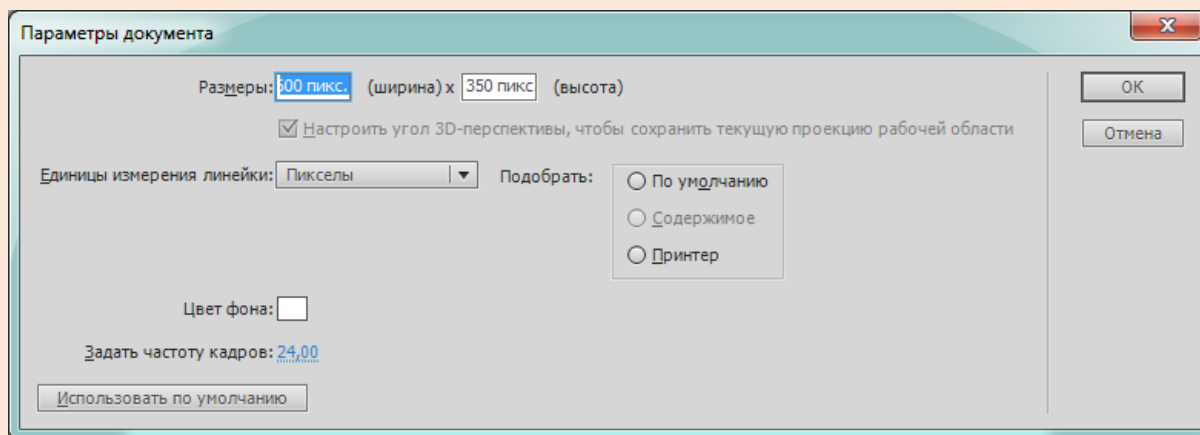 Параметры документа
Размеры: 600 пикс. (ширина) x 350 пикс (высота)
OK
Настроить угол 3D-перспективы, чтобы сохранить текущую проекцию рабочей области
Отмена
Единицы измерения линейки: Пикселы Подобрать:
По умолчанию
Содержимое
Принтер
Цвет фона:
Задать частоту кадров: 24,00
Использовать по умолчанию